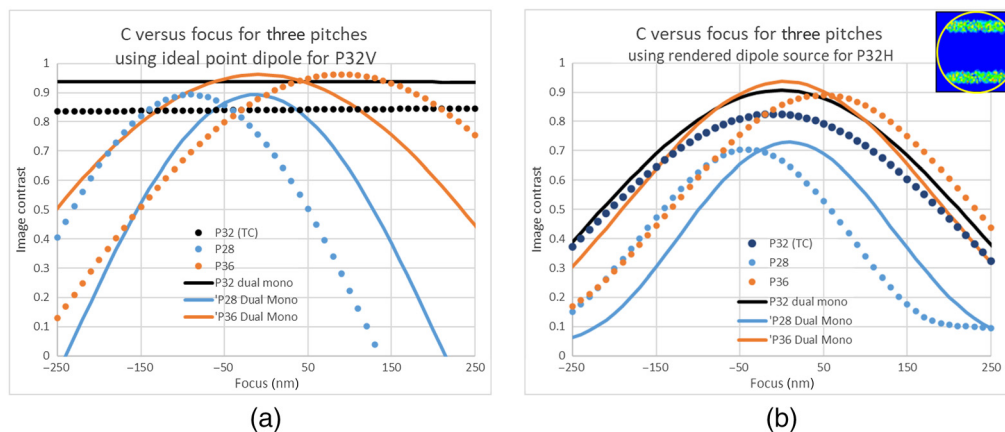 C versus focus for three pitches
using ideal point dipole for P32V
1
0.9
0.8
0.7
0.6
0.5
0.4
0.3
0.2
0.1
0
Image contrast
P32 (TC)
P28
P36
P32 dual mono
'P28 Dual Mono
'P36 Dual Mono
−250 −150 −50 50 150 250
Focus (nm)
(a)
C versus focus for three pitches
using rendered dipole source for P32H
1
0.9
0.8
0.7
0.6
0.5
0.4
0.3
0.2
0.1
0
Image contrast
P32 (TC)
P28
P36
P32 dual mono
'P28 Dual Mono
'P36 Dual Mono
−250 −150 −50 50 150 250
Focus (nm)
(b)